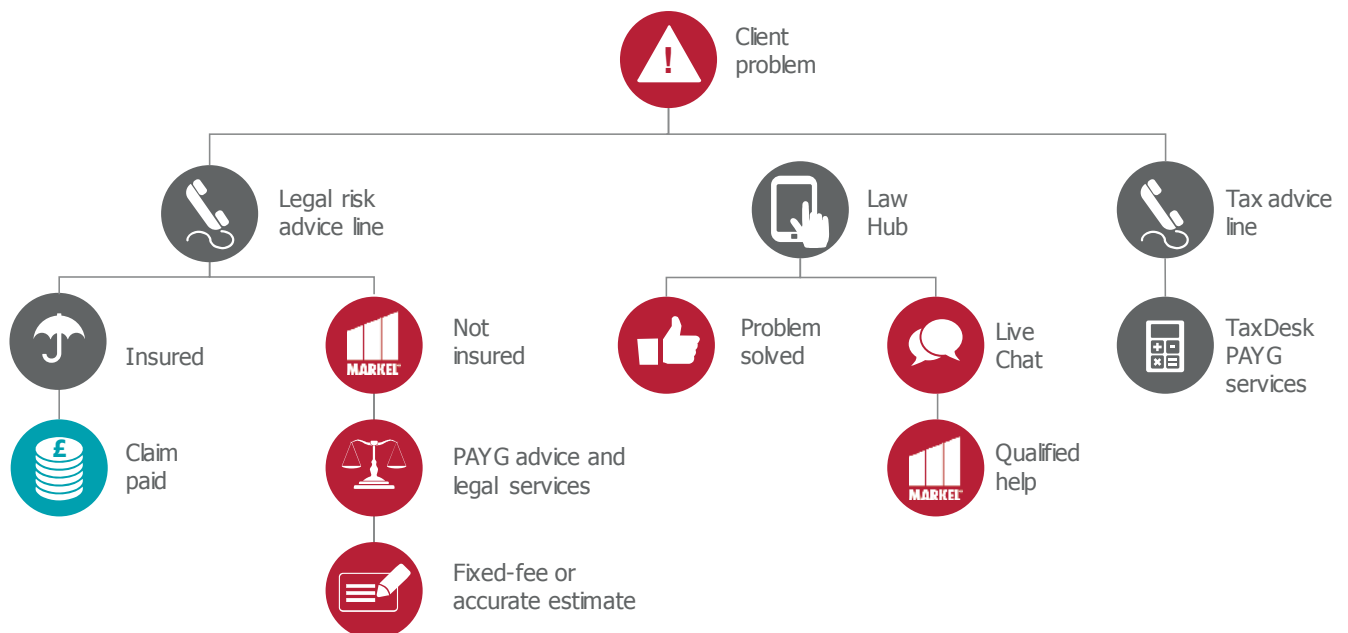 !
Client
problem
Legal risk
advice line
Law
Hub
Tax advice
line
Insured
MARKEL
Not
insured
Problem
solved
Live
Chat
TaxDesk
PAYG
services
£
Claim
paid
PAYG advice and
legal services
MARKEL
Qualified
help
Fixed-fee or
accurate estimate